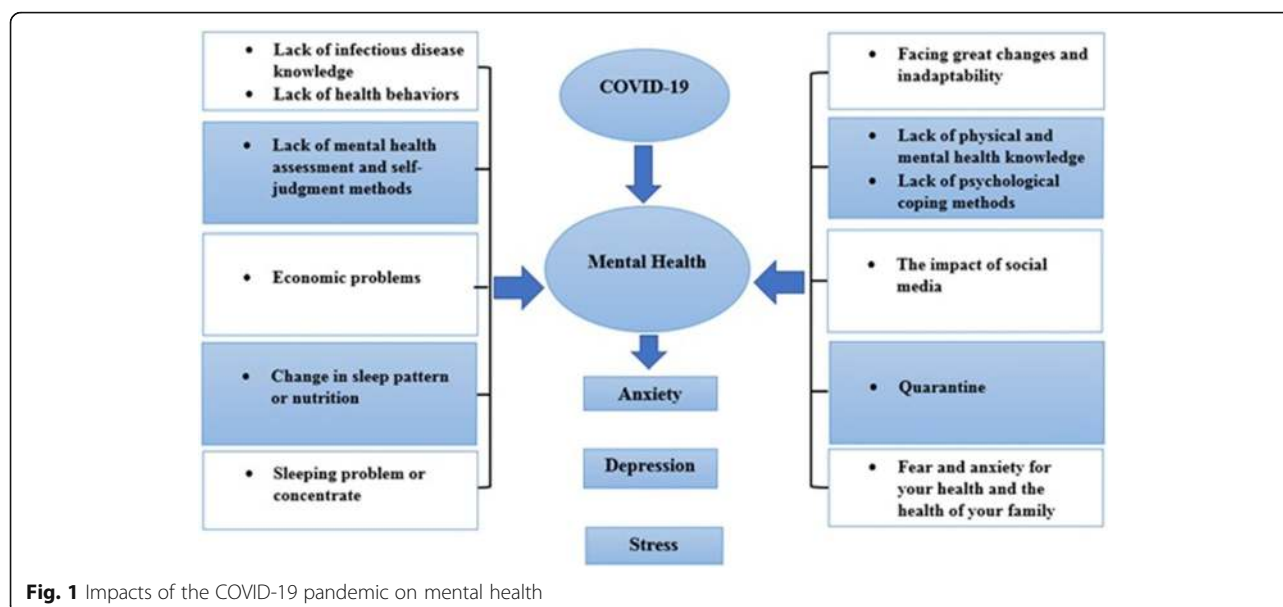 • Lack of infectious disease
knowledge
• Lack of health behaviors
• Lack of mental health
assessment and self-
judgment methods
• Economic problems
• Change in sleep pattern
or nutrition
• Sleeping problem or
concentrate
COVID-19
Mental Health
Anxiety
Depression
Stress
• Facing great changes and
inadaptability
• Lack of physical and
mental health knowledge
• Lack of psychological
coping methods
• The impact of social
media
• Quarantine
• Fear and anxiety for
your health and the
health of your family
Fig. 1 Impacts of the COVID-19 pandemic on mental health